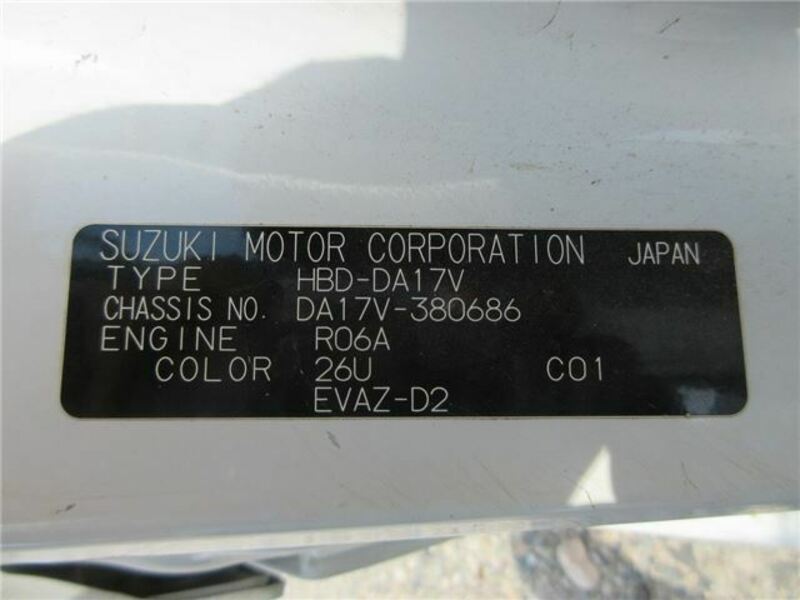 SUZUKI MOTOR CORPORATION JAPAN
TYPE HBD-DA17V
CHASSIS NO. DA17V-380686
ENGINE R06A
COLOR 26U C01
EVAZ-D2